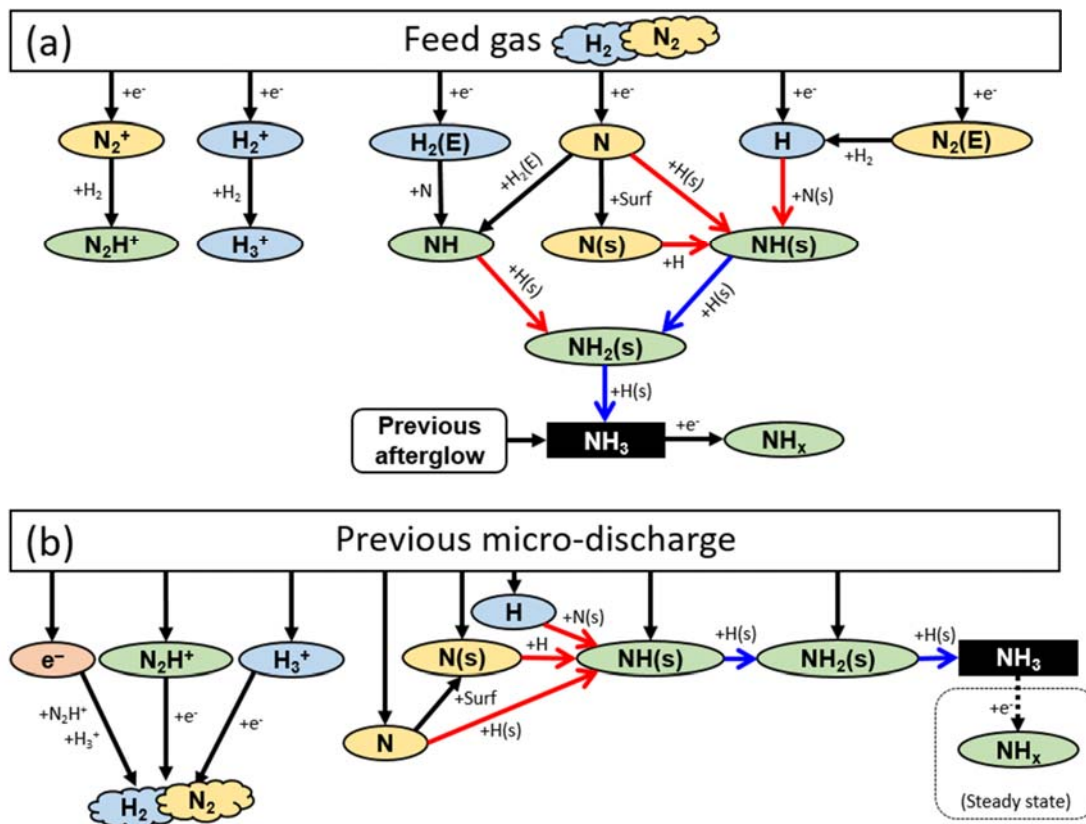 (a) Feed gas H₂ N₂
+e⁻ +e⁻ +e⁻ +e⁻ +e⁻ +e⁻
N₂⁺ H₂⁺ H₂(E) N H N₂(E)
+H₂
+H₂ +H₂ +N +H₂(E) +Surf +H(s) +N(s)
N₂H⁺ H₃⁺ NH N(s) NH(s)
+H
+H(s) +H(s)
NH₂(s)
+H(s)
Previous
afterglow
NH₃ +e⁻ NHₓ
(b) Previous micro-discharge
H
+N(s)
e⁻ N₂H⁺ H₃⁺ N(s) +H NH(s) +H(s) NH₂(s) +H(s) NH₃
+Surf
+N₂H⁺
+H₃⁺
+e⁻ +e⁻ N +H(s) +e⁻
NHₓ
H₂ N₂ (Steady state)